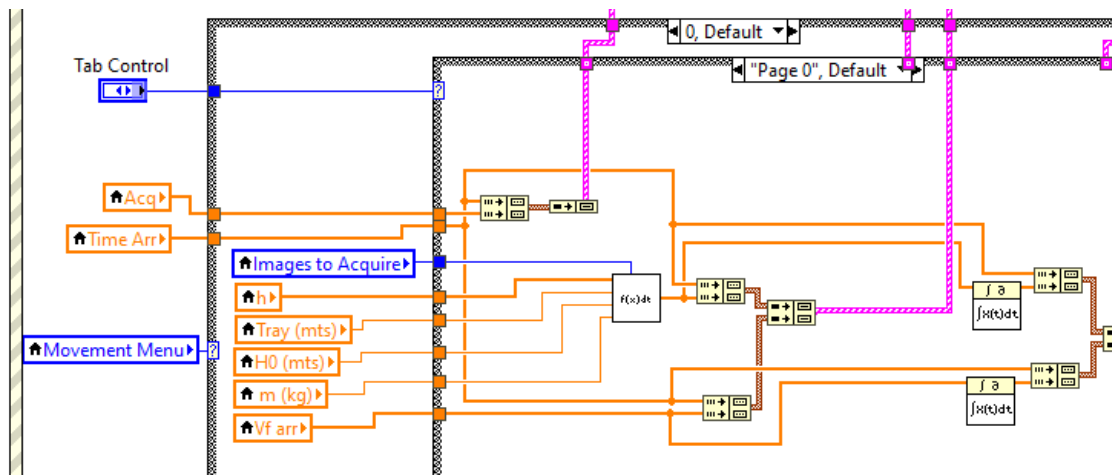 0, Default
Tab Control
"Page 0", Default
?
Acq
Time Arr
Images to Acquire
h
f(x)dt
∫ ∂
∫X(t)dt
Tray (mts)
Movement Menu
?
H0 (mts)
m (kg)
∫ ∂
∫X(t)dt
Vf arr